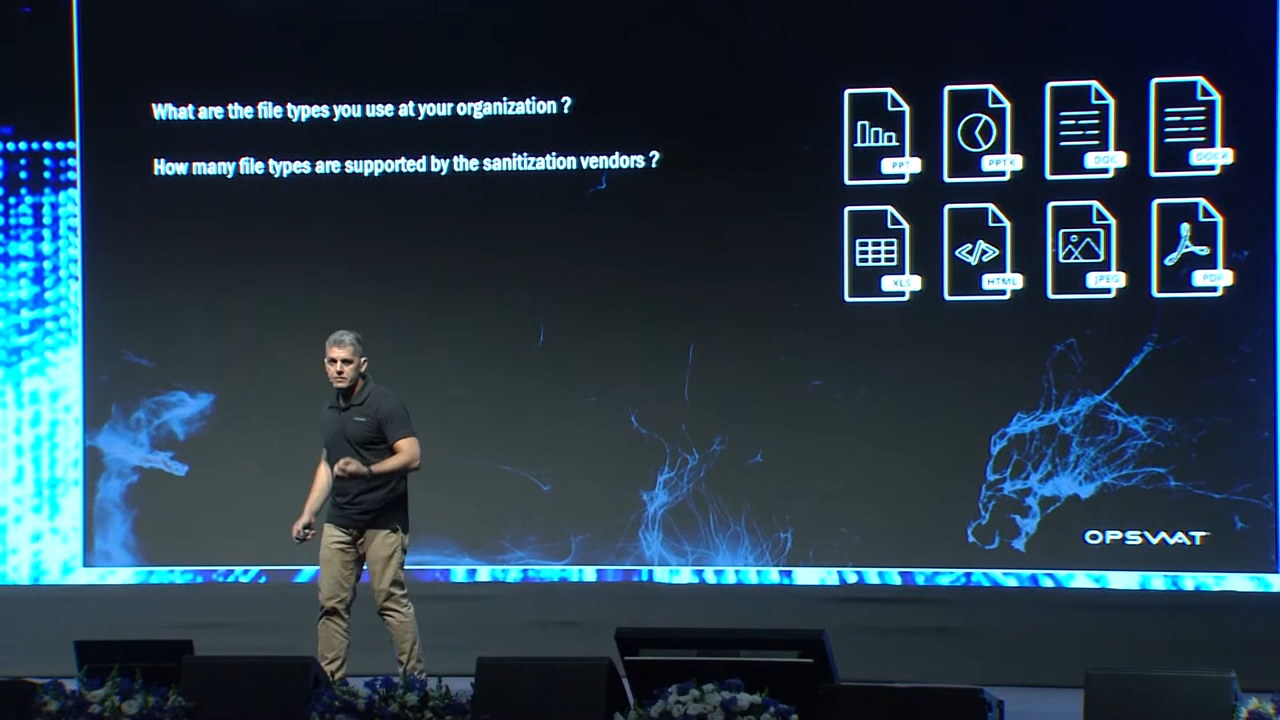 What are the file types you use at your organization ?
How many file types are supported by the sanitization vendors ?
PPT
PPTX
DOC
DOCX
XLS
HTML
JPEG
PDF
OPSWAT